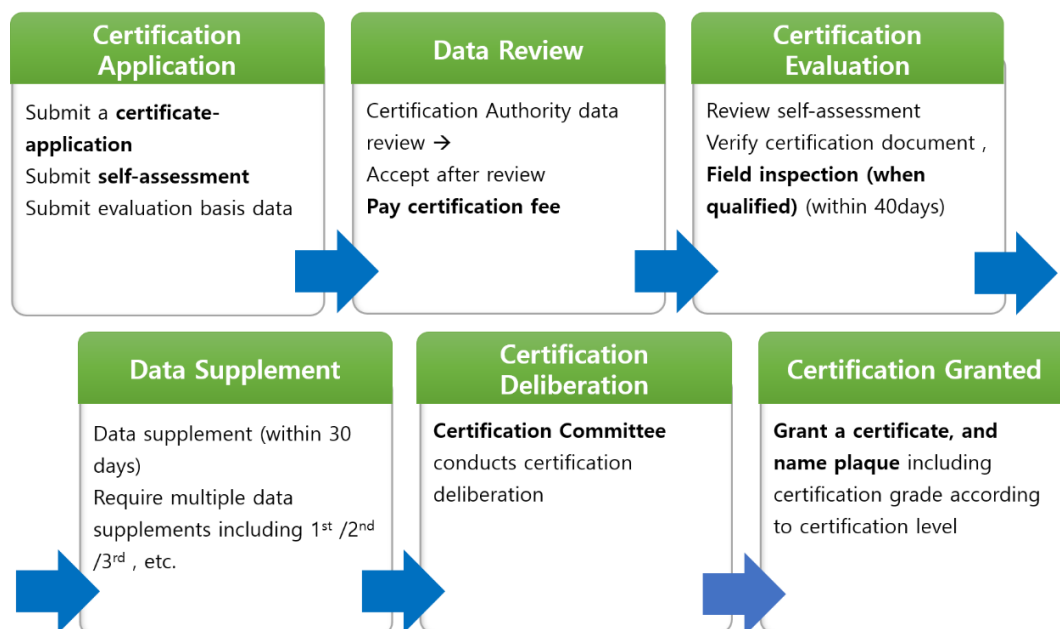 Certification
Application
Submit a certificate-
application
Submit self-assessment
Submit evaluation basis data
Data Review
Certification Authority data
review →
Accept after review
Pay certification fee
Certification
Evaluation
Review self-assessment
Verify certification document ,
Field inspection (when
qualified) (within 40days)
Data Supplement
Data supplement (within 30
days)
Require multiple data
supplements including 1st /2nd
/3rd , etc.
Certification
Deliberation
Certification Committee
conducts certification
deliberation
Certification Granted
Grant a certificate, and
name plaque including
certification grade according
to certification level